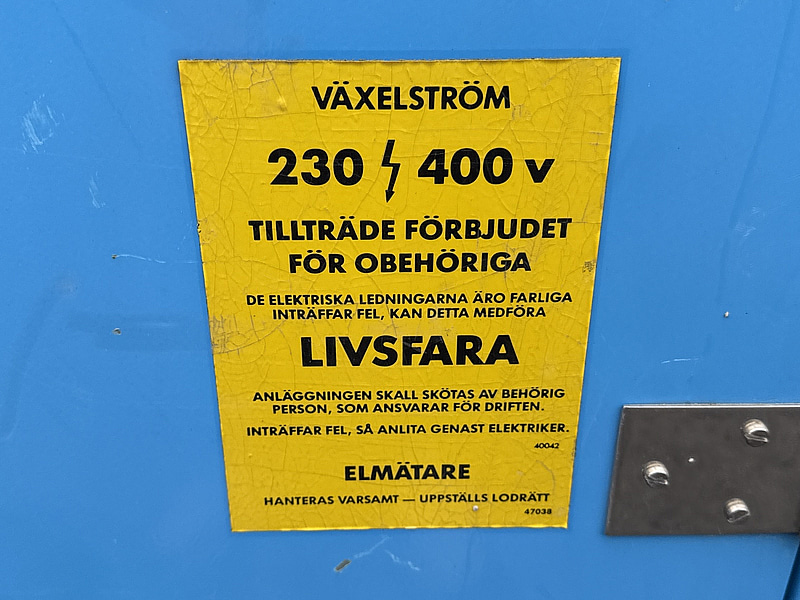 VÄXELSTRÖM
230 400 V
TILLTRÄDE FÖRBJUDET
FÖR OBEHÖRIGA
DE ELEKTRISKA LEDNINGARNA ÄRO FARLIGA
INTRÄFFAR FEL, KAN DETTA MEDFÖRA
LIVSFARA
ANLÄGGNINGEN SKALL SKÖTAS AV BEHÖRIG
PERSON, SOM ANSVARAR FÖR DRIFTEN.
INTRÄFFAR FEL, SÅ ANLITA GENAST ELEKTRIKER.
40042
ELMÄTARE
HANTERAS VARSAMT — UPPSTÄLLS LODRÄTT
47038